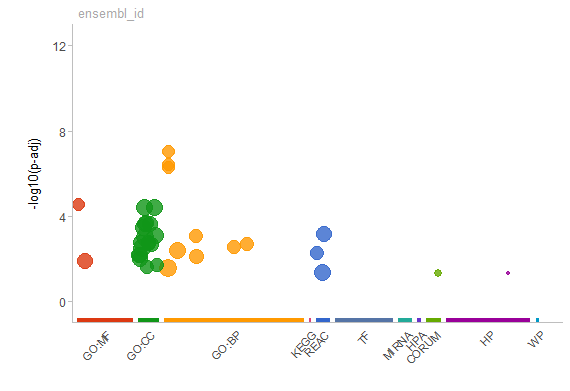 ensembl_id
12
8
4
0
-log10(p-adj)
GO:MF
GO:CC
GO:BP
KEGG
REAC
TF
MIRNA
HPA
CORUM
HP
WP